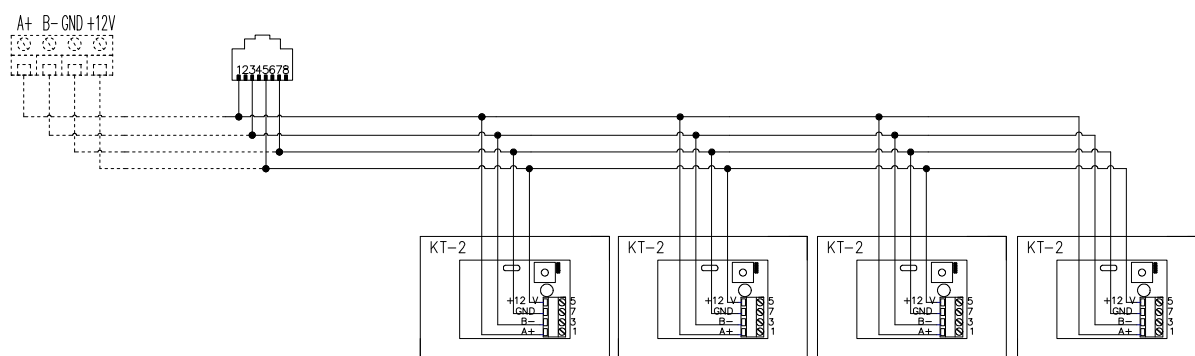 A+ B- GND +12V
12345678
KT-2
+12 V 5
GND 7
B- 3
A+ 1
KT-2
+12 V 5
GND 7
B- 3
A+ 1
KT-2
+12 V 5
GND 7
B- 3
A+ 1
KT-2
+12 V 5
GND 7
B- 3
A+ 1